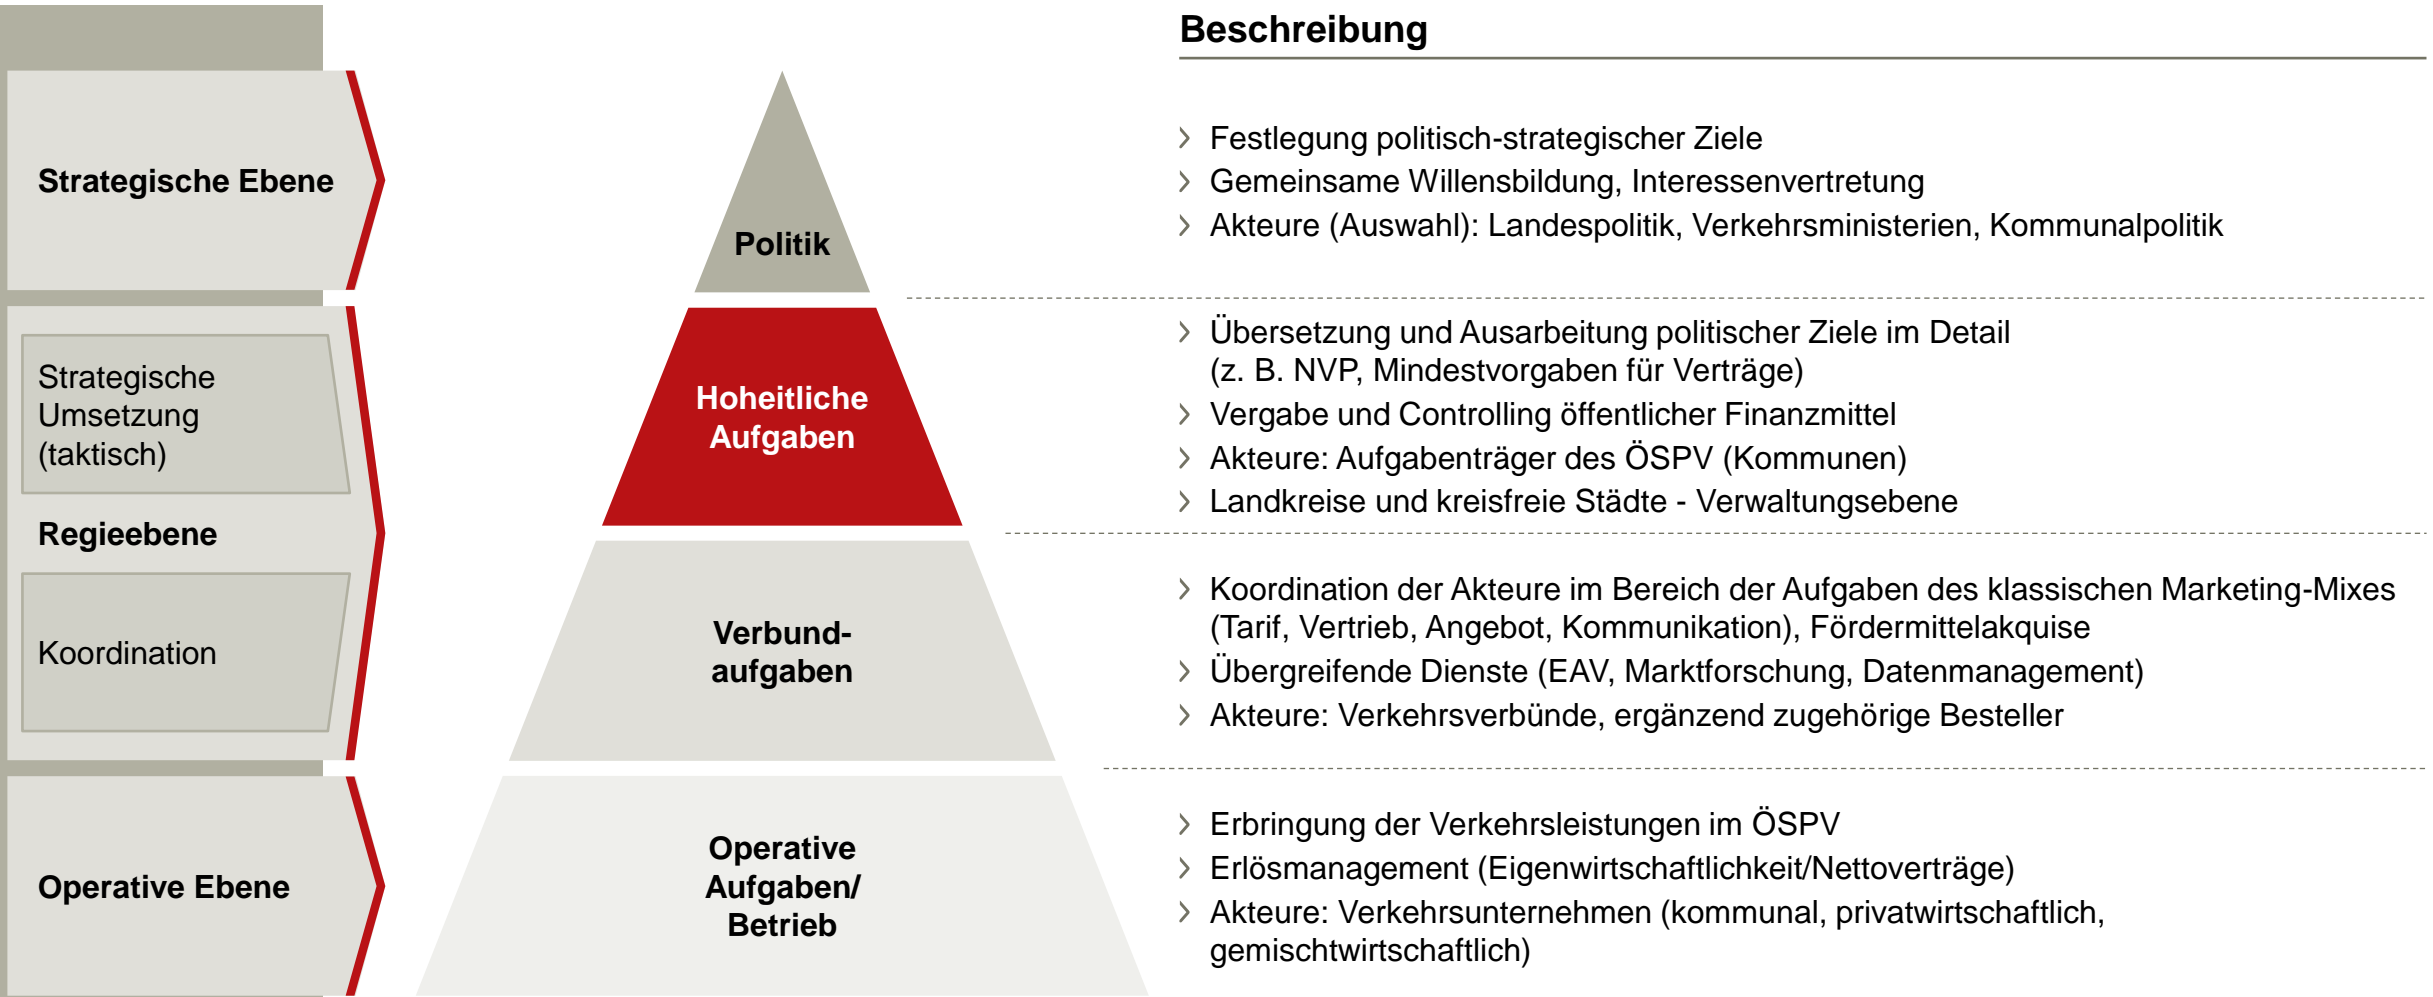 Beschreibung
Strategische Ebene
Politik
Festlegung politisch-strategischer Ziele
Gemeinsame Willensbildung, Interessenvertretung
Akteure (Auswahl): Landespolitik, Verkehrsministerien, Kommunalpolitik
Strategische
Umsetzung
(taktisch)
Regieebene
Hoheitliche
Aufgaben
Übersetzung und Ausarbeitung politischer Ziele im Detail
(z. B. NVP, Mindestvorgaben für Verträge)
Vergabe und Controlling öffentlicher Finanzmittel
Akteure: Aufgabenträger des ÖSPV (Kommunen)
Landkreise und kreisfreie Städte - Verwaltungsebene
Koordination
Verbund-
aufgaben
Koordination der Akteure im Bereich der Aufgaben des klassischen Marketing-Mixes
(Tarif, Vertrieb, Angebot, Kommunikation), Fördermittelakquise
Übergreifende Dienste (EAV, Marktforschung, Datenmanagement)
Akteure: Verkehrsverbünde, ergänzend zugehörige Besteller
Operative Ebene
Operative
Aufgaben/
Betrieb
Erbringung der Verkehrsleistungen im ÖSPV
Erlösmanagement (Eigenwirtschaftlichkeit/Nettoverträge)
Akteure: Verkehrsunternehmen (kommunal, privatwirtschaftlich,
gemischtwirtschaftlich)